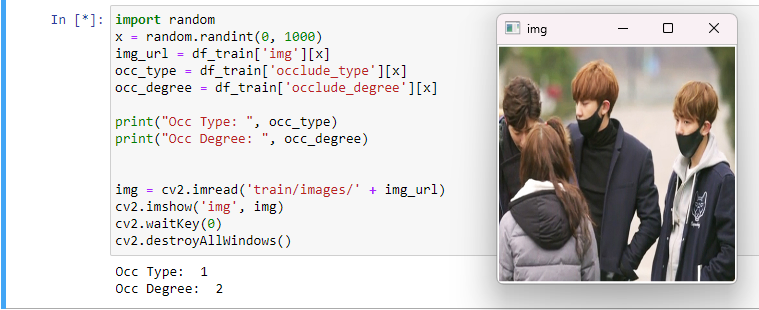 In [*]:
import random
x = random.randint(0, 1000)
img_url = df_train['img'][x]
occ_type = df_train['occlude_type'][x]
occ_degree = df_train['occlude_degree'][x]
print("Occ Type: ", occ_type)
print("Occ Degree: ", occ_degree)
img = cv2.imread('train/images/' + img_url)
cv2.imshow('img', img)
cv2.waitKey(0)
cv2.destroyAllWindows()
Occ Type:  1
Occ Degree:  2
img